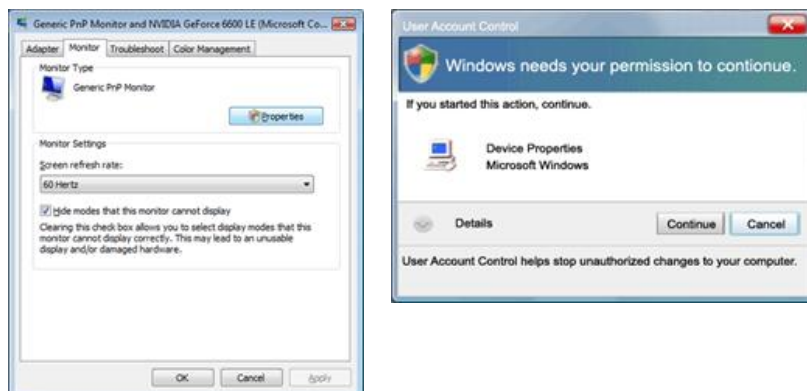 Generic PnP Monitor and NVIDIA GeForce 6600 LE (Microsoft Co...
Adapter Monitor Troubleshoot Color Management
Monitor Type
Generic PnP Monitor
Properties
Monitor Settings
Screen refresh rate:
60 Hertz
Hide modes that this monitor cannot display
Clearing this check box allows you to select display modes that this
monitor cannot display correctly. This may lead to an unusable
display and/or damaged hardware.
OK Cancel Apply
User Account Control
Windows needs your permission to contionue.
If you started this action, continue.
Device Properties
Microsoft Windows
Details Continue Cancel
User Account Control helps stop unauthorized changes to your computer.